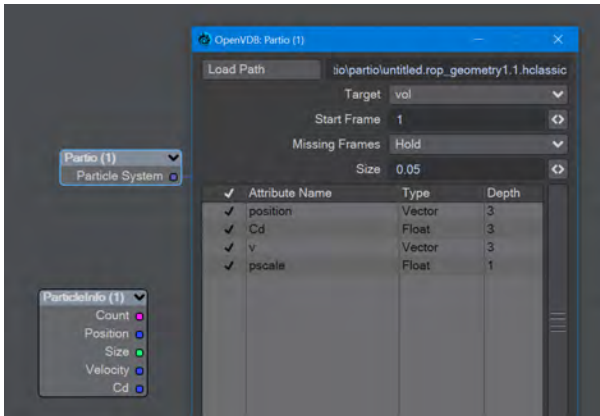 OpenVDB: Partio (1)
Load Path tio\partio\untitled.rop_geometry1.1.hclassic
Target vol
Start Frame 1
Missing Frames Hold
Size 0.05
Attribute Name Type Depth
position Vector 3
Cd Float 3
v Vector 3
pscale Float 1
Partio (1)
Particle System
ParticleInfo (1)
Count
Position
Size
Velocity
Cd